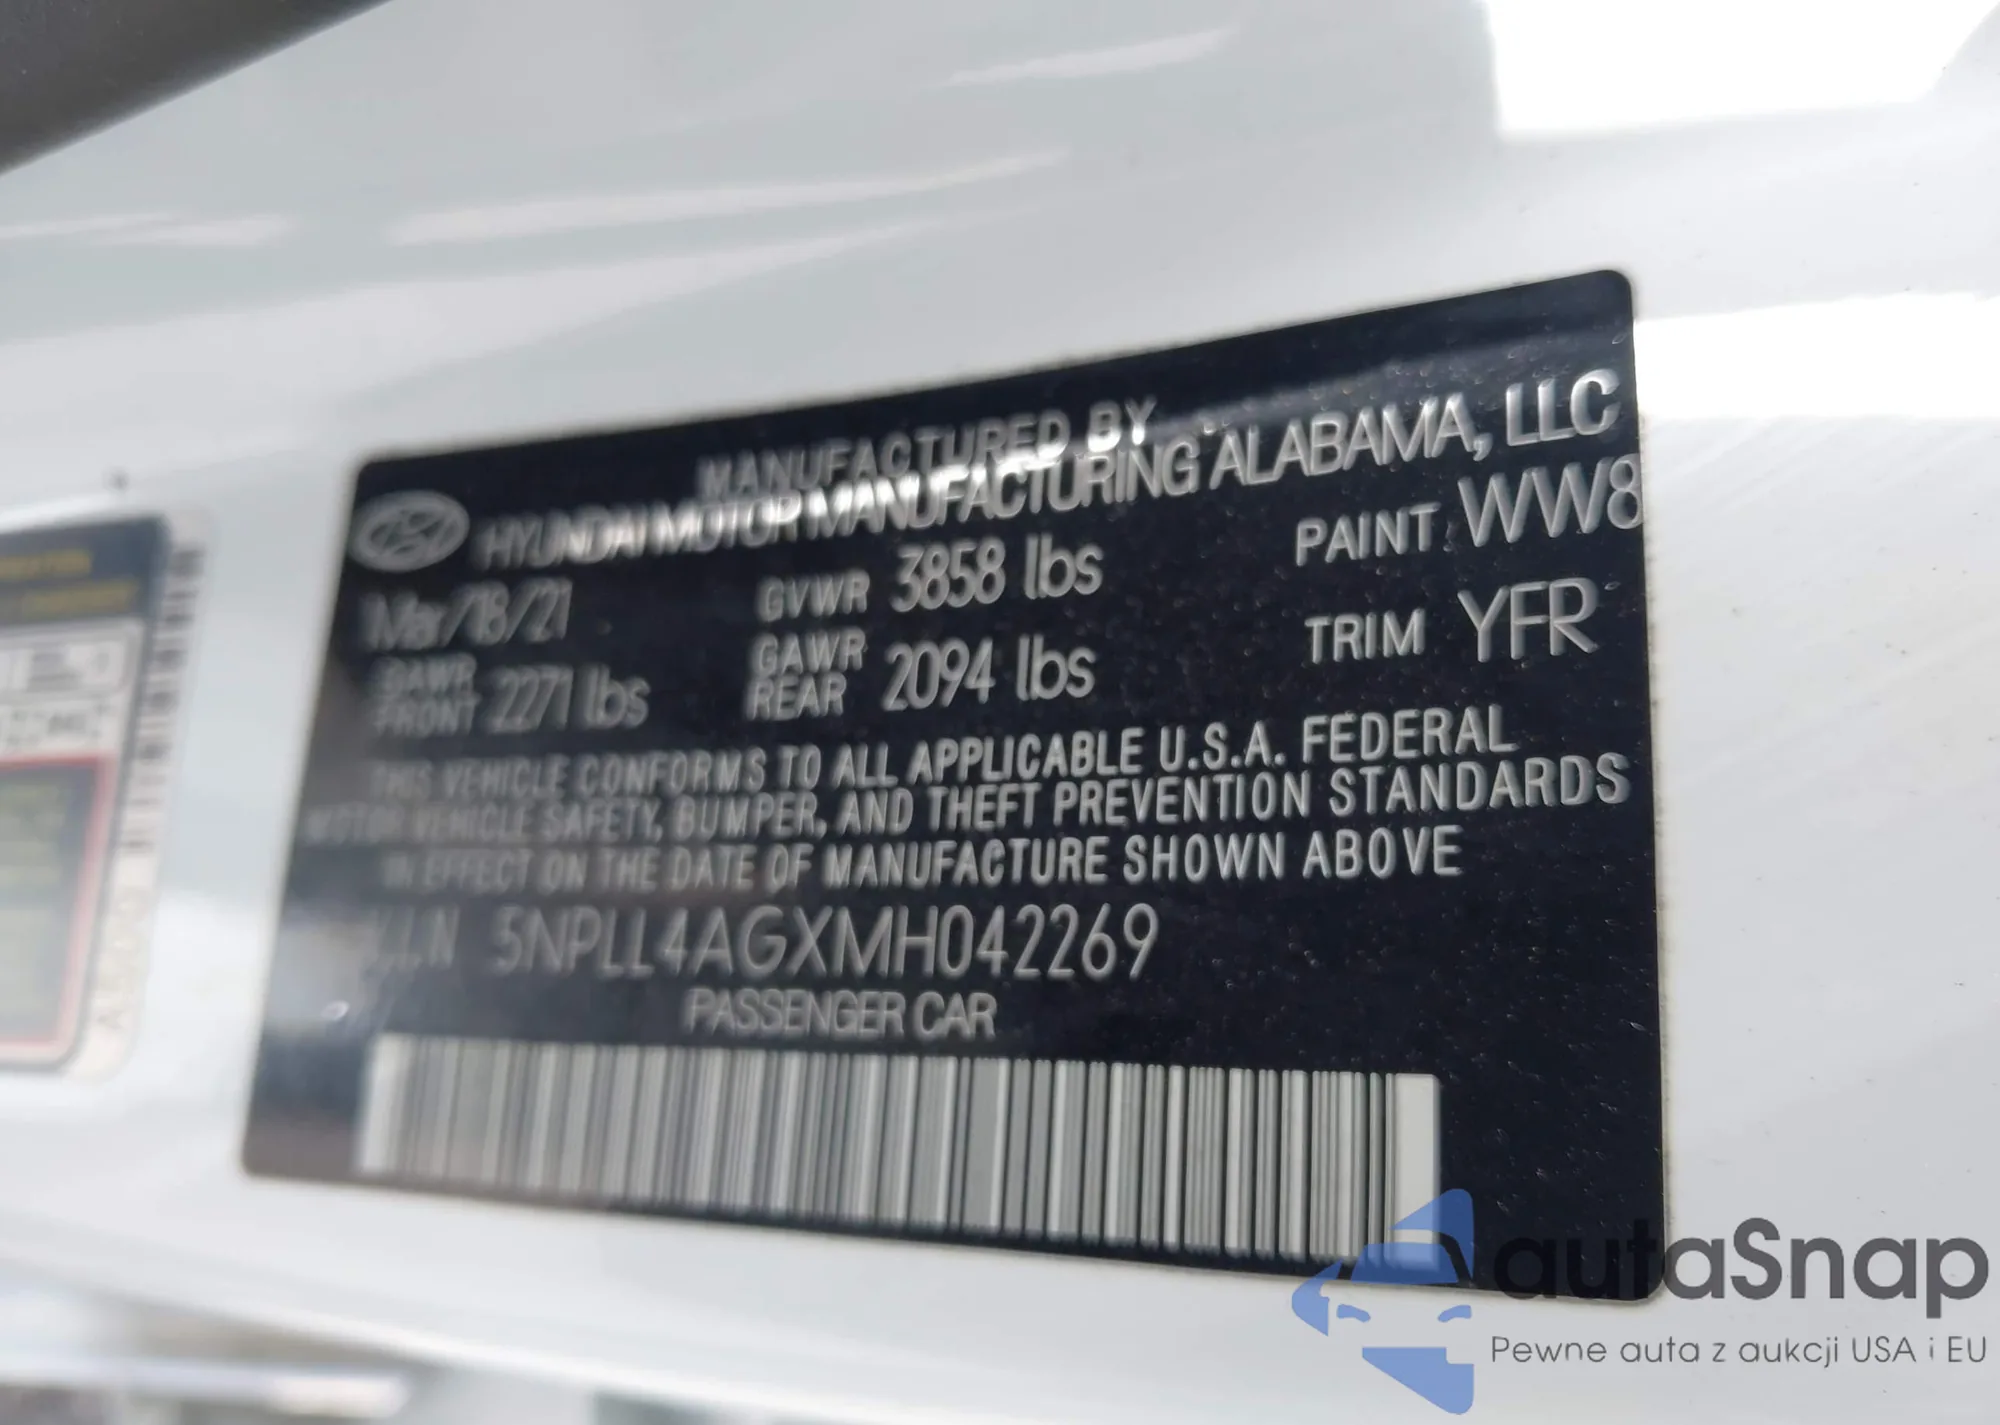 MANUFACTURED BY
HYUNDAI MOTOR MANUFACTURING ALABAMA, LLC
Mar/18/21 GVWR 3858 lbs PAINT WW8
GAWR FRONT 2271 lbs GAWR REAR 2094 lbs TRIM YFR
THIS VEHICLE CONFORMS TO ALL APPLICABLE U.S.A. FEDERAL
MOTOR VEHICLE SAFETY, BUMPER, AND THEFT PREVENTION STANDARDS
IN EFFECT ON THE DATE OF MANUFACTURE SHOWN ABOVE
V.I.N 5NPLL4AGXMH042269
PASSENGER CAR
autaSnap
Pewne auta z aukcji USA i EU